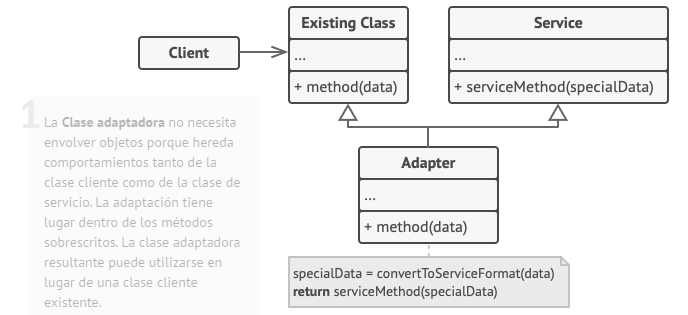 Client
Existing Class
...
+ method(data)
Service
...
+ serviceMethod(specialData)
1
La Clase adaptadora no necesita
envolver objetos porque hereda
comportamientos tanto de la
clase cliente como de la clase de
servicio. La adaptación tiene
lugar dentro de los métodos
sobrescritos. La clase adaptadora
resultante puede utilizarse en
lugar de una clase cliente
existente.
Adapter
...
+ method(data)
specialData = convertToServiceFormat(data)
return serviceMethod(specialData)